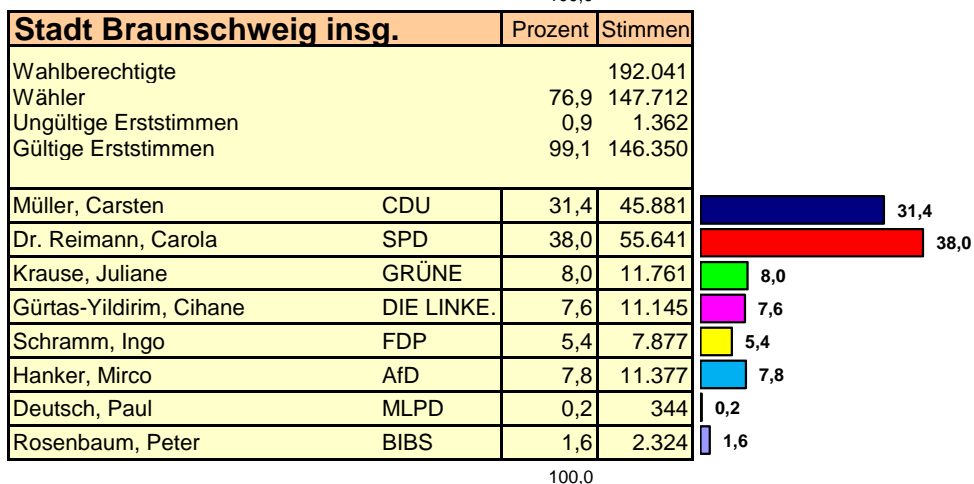 Stadt Braunschweig insg. Prozent Stimmen
Wahlberechtigte 192.041
Wähler 76,9 147.712
Ungültige Erststimmen 0,9 1.362
Gültige Erststimmen 99,1 146.350
Müller, Carsten CDU 31,4 45.881 31,4
Dr. Reimann, Carola SPD 38,0 55.641 38,0
Krause, Juliane GRÜNE 8,0 11.761 8,0
Gürtas-Yildirim, Cihane DIE LINKE. 7,6 11.145 7,6
Schramm, Ingo FDP 5,4 7.877 5,4
Hanker, Mirco AfD 7,8 11.377 7,8
Deutsch, Paul MLPD 0,2 344 0,2
Rosenbaum, Peter BIBS 1,6 2.324 1,6
100,0